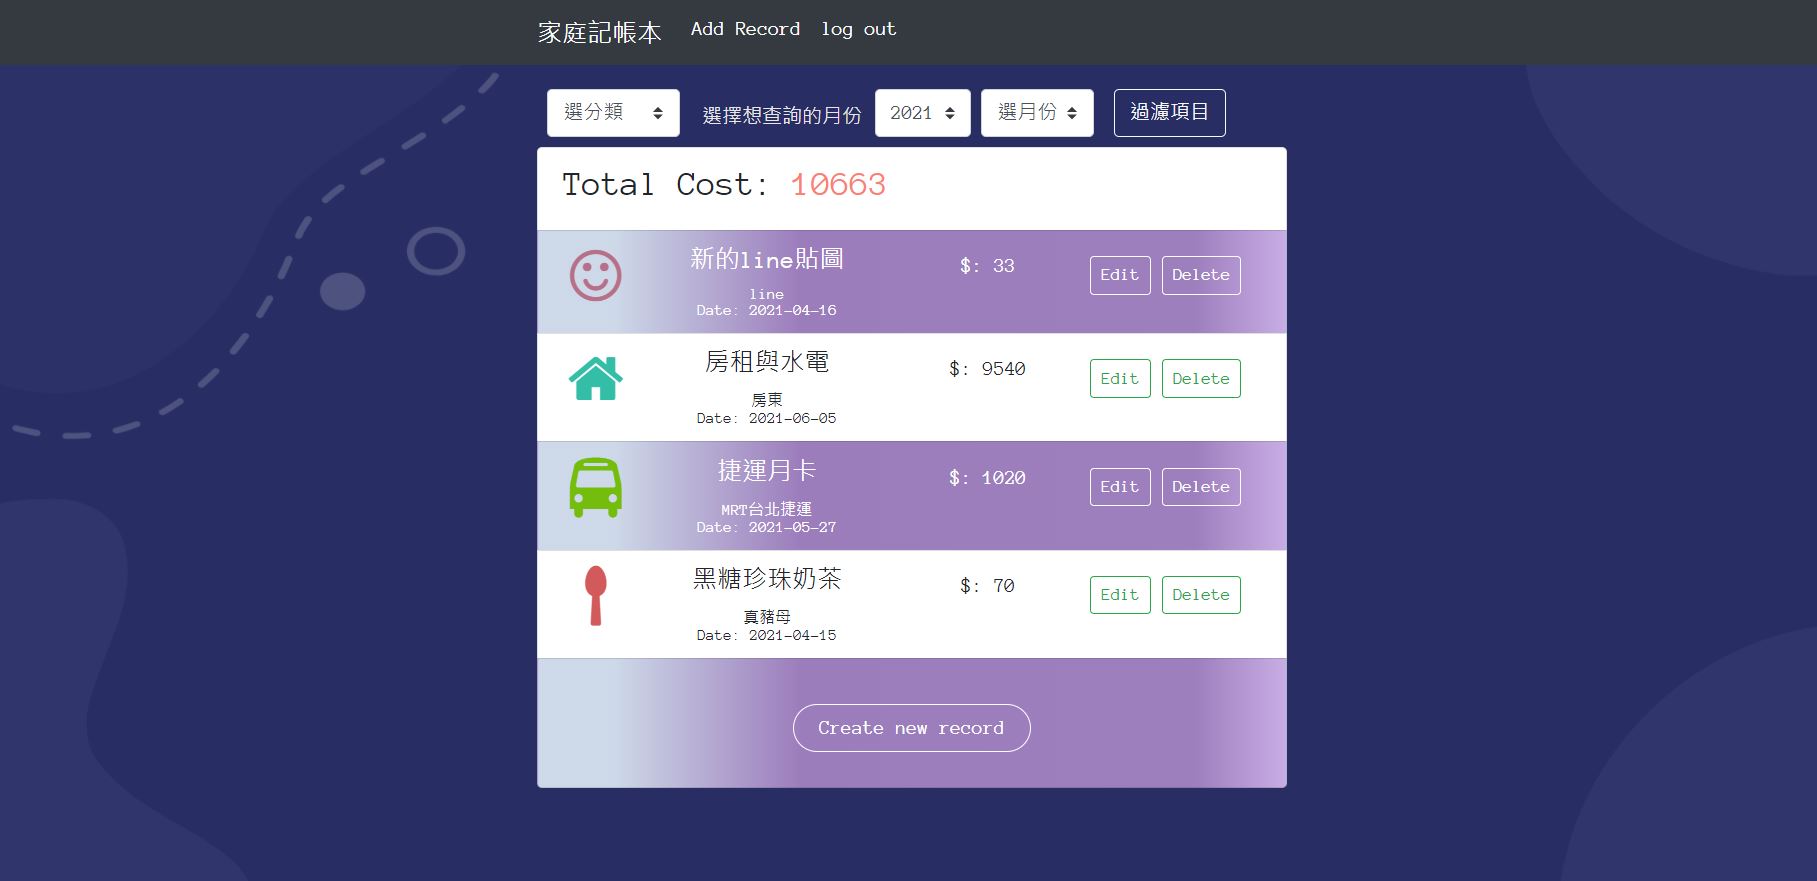 家庭記帳本 Add Record log out
選分類 選擇想查詢的月份 2021 選月份 過濾項目
Total Cost: 10663
新的line貼圖 $: 33 Edit Delete
line
Date: 2021-04-16
房租與水電 $: 9540 Edit Delete
房東
Date: 2021-06-05
捷運月卡 $: 1020 Edit Delete
MRT台北捷運
Date: 2021-05-27
黑糖珍珠奶茶 $: 70 Edit Delete
真豬母
Date: 2021-04-15
Create new record